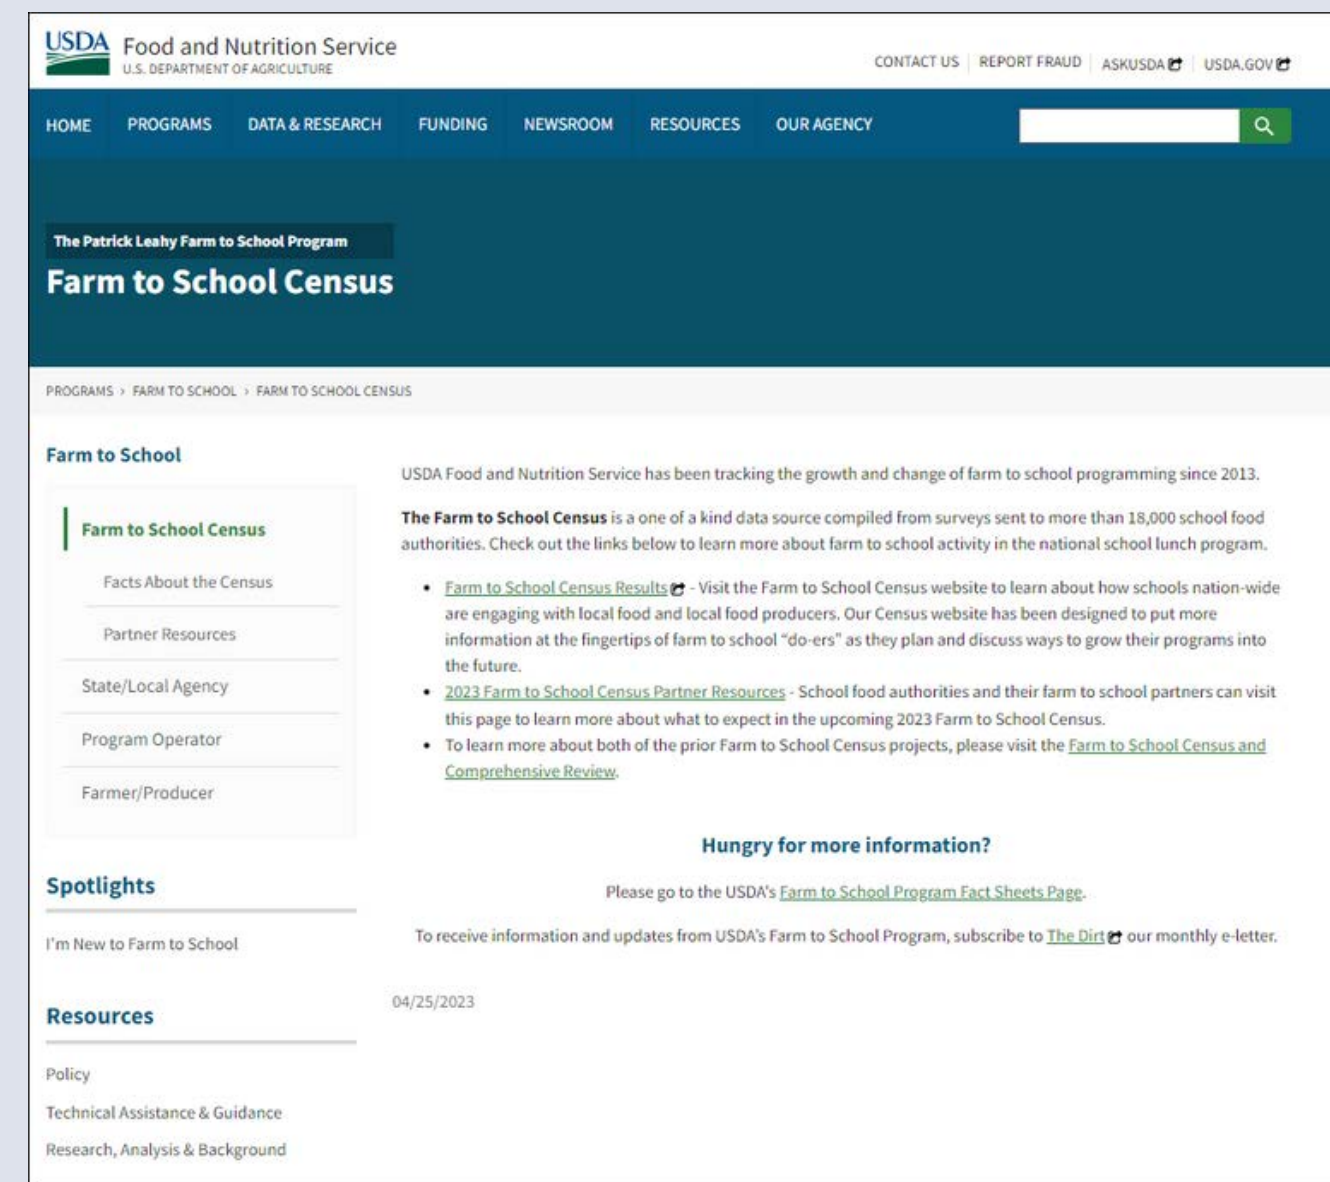 USDA Food and Nutrition Service
U.S. DEPARTMENT OF AGRICULTURE
CONTACT US REPORT FRAUD ASKUSDA USDA.GOV
HOME PROGRAMS DATA & RESEARCH FUNDING NEWSROOM RESOURCES OUR AGENCY
The Patrick Leahy Farm to School Program
Farm to School Census
PROGRAMS > FARM TO SCHOOL > FARM TO SCHOOL CENSUS
Farm to School
Farm to School Census
Facts About the Census
Partner Resources
State/Local Agency
Program Operator
Farmer/Producer
Spotlights
I'm New to Farm to School
Resources
Policy
Technical Assistance & Guidance
Research, Analysis & Background
USDA Food and Nutrition Service has been tracking the growth and change of farm to school programming since 2013.
The Farm to School Census is a one of a kind data source compiled from surveys sent to more than 18,000 school food
authorities. Check out the links below to learn more about farm to school activity in the national school lunch program.
• Farm to School Census Results - Visit the Farm to School Census website to learn about how schools nation-wide
are engaging with local food and local food producers. Our Census website has been designed to put more
information at the fingertips of farm to school “do-ers” as they plan and discuss ways to grow their programs into
the future.
• 2023 Farm to School Census Partner Resources - School food authorities and their farm to school partners can visit
this page to learn more about what to expect in the upcoming 2023 Farm to School Census.
• To learn more about both of the prior Farm to School Census projects, please visit the Farm to School Census and
Comprehensive Review.
Hungry for more information?
Please go to the USDA's Farm to School Program Fact Sheets Page.
To receive information and updates from USDA's Farm to School Program, subscribe to The Dirt our monthly e-letter.
04/25/2023